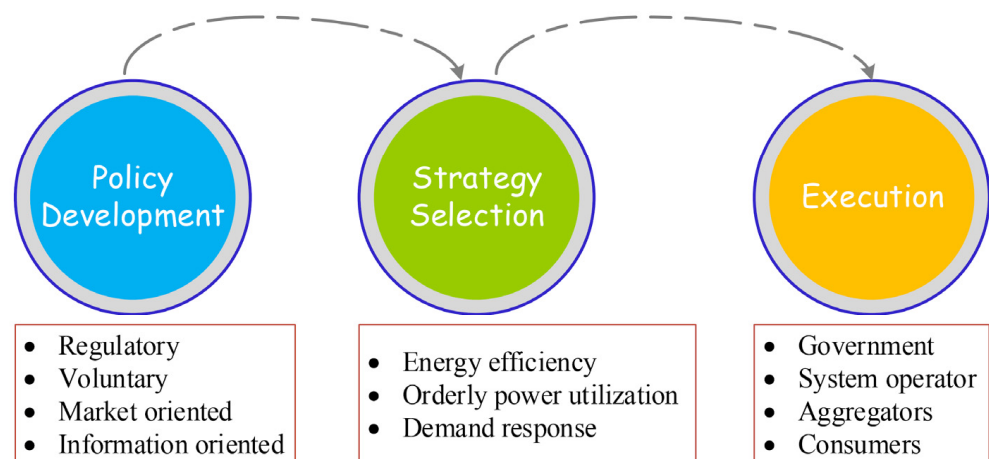 Policy
Development
Strategy
Selection
Execution
• Regulatory
• Voluntary
• Market oriented
• Information oriented
• Energy efficiency
• Orderly power utilization
• Demand response
• Government
• System operator
• Aggregators
• Consumers